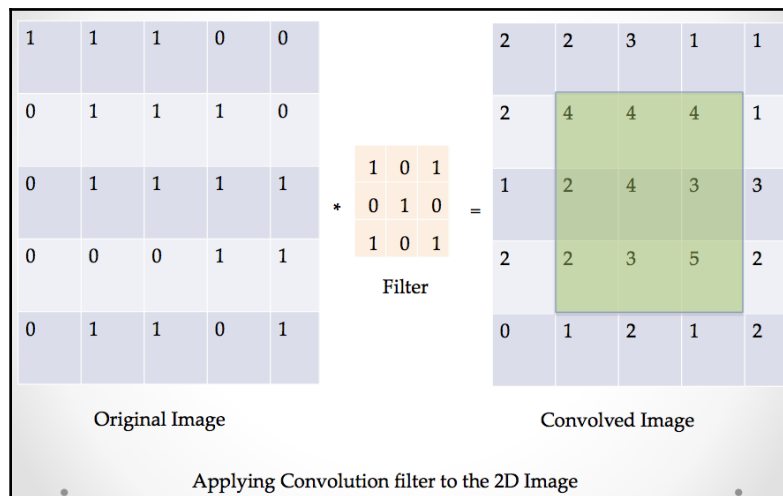 1 1 1 0 0 2 2 3 1 1
0 1 1 1 0 2 4 4 4 1
1 0 1
0 1 1 1 1 * 0 1 0 = 1 2 4 3 3
1 0 1
0 0 0 1 1 2 2 3 5 2
Filter
0 1 1 0 1 0 1 2 1 2
Original Image Convolved Image
Applying Convolution filter to the 2D Image